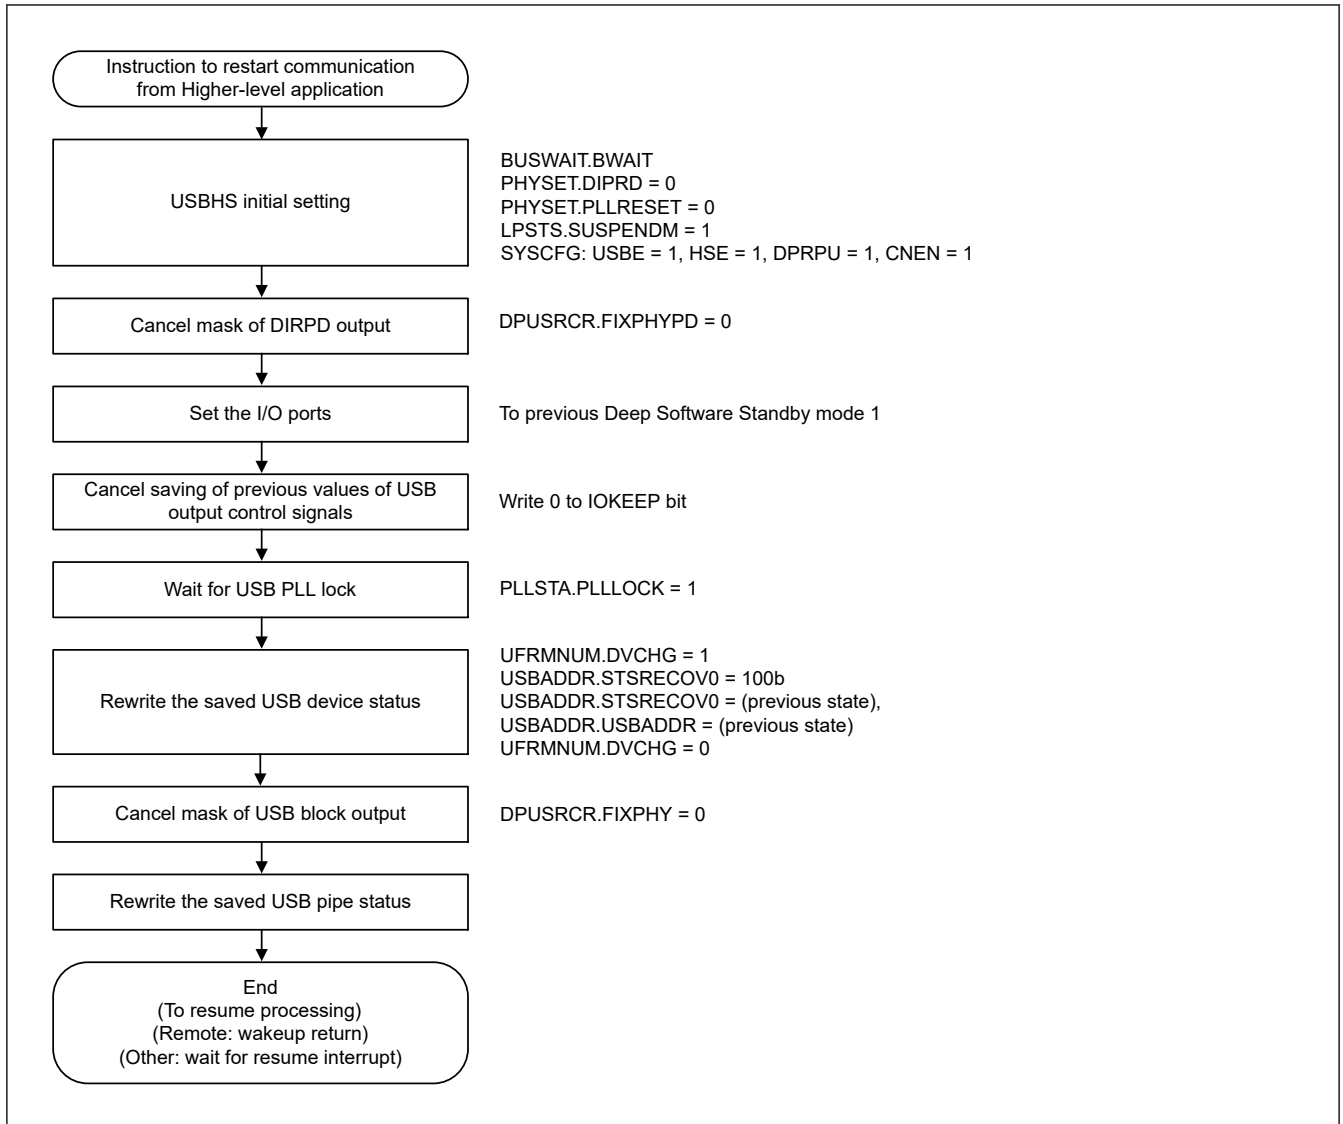 Instruction to restart communication
from Higher-level application
USBHS initial setting
BUSWAIT.BWAIT
PHYSET.DIPRD = 0
PHYSET.PLLRESET = 0
LPSTS.SUSPENDM = 1
SYSCFG: USBE = 1, HSE = 1, DPRPU = 1, CNEN = 1
Cancel mask of DIRPD output
DPUSRCR.FIXPHYPD = 0
Set the I/O ports
To previous Deep Software Standby mode 1
Cancel saving of previous values of USB
output control signals
Write 0 to IOKEEP bit
Wait for USB PLL lock
PLLSTA.PLLLOCK = 1
Rewrite the saved USB device status
UFRMNUM.DVCHG = 1
USBADDR.STSRECOV0 = 100b
USBADDR.STSRECOV0 = (previous state),
USBADDR.USBADDR = (previous state)
UFRMNUM.DVCHG = 0
Cancel mask of USB block output
DPUSRCR.FIXPHY = 0
Rewrite the saved USB pipe status
End
(To resume processing)
(Remote: wakeup return)
(Other: wait for resume interrupt)